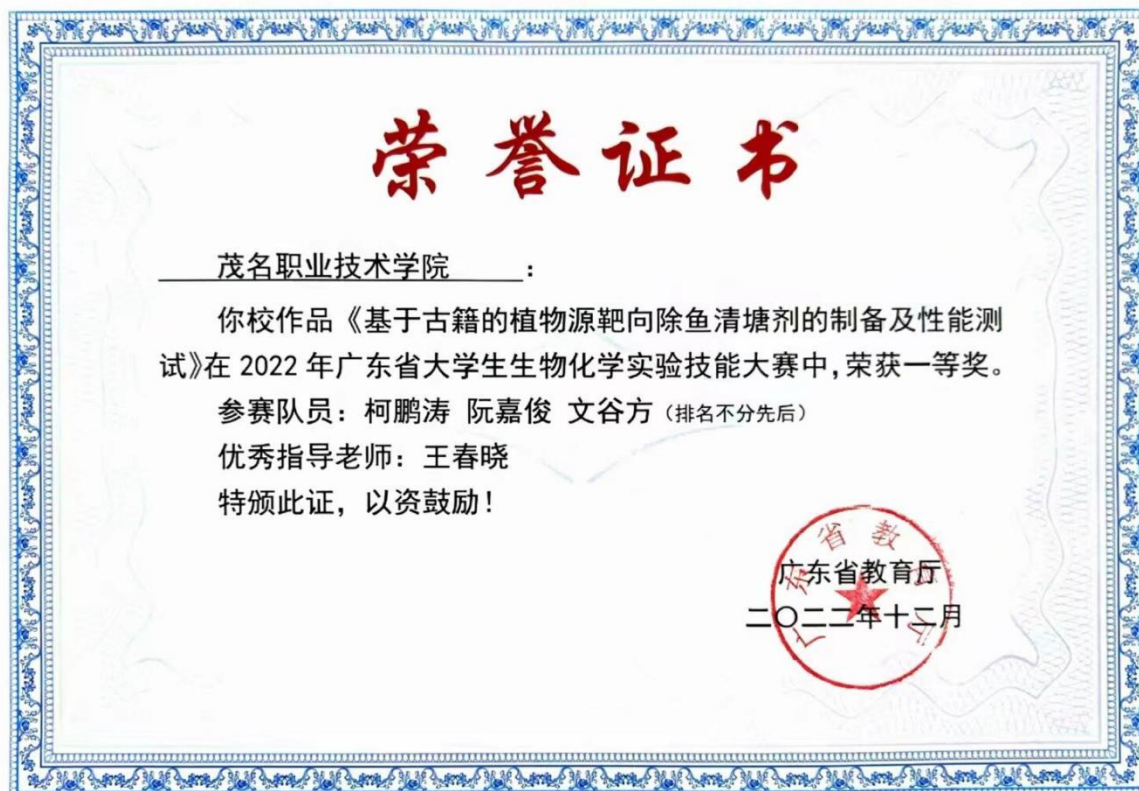 荣誉证书
茂名职业技术学院：
你校作品《基于古籍的植物源靶向除鱼清塘剂的制备及性能测
试》在 2022 年广东省大学生生物化学实验技能大赛中，荣获一等奖。
参赛队员：柯鹏涛 阮嘉俊 文谷方（排名不分先后）
优秀指导老师：王春晓
特颁此证，以资鼓励！
广东省教育厅
广东省教育厅
二〇二二年十二月